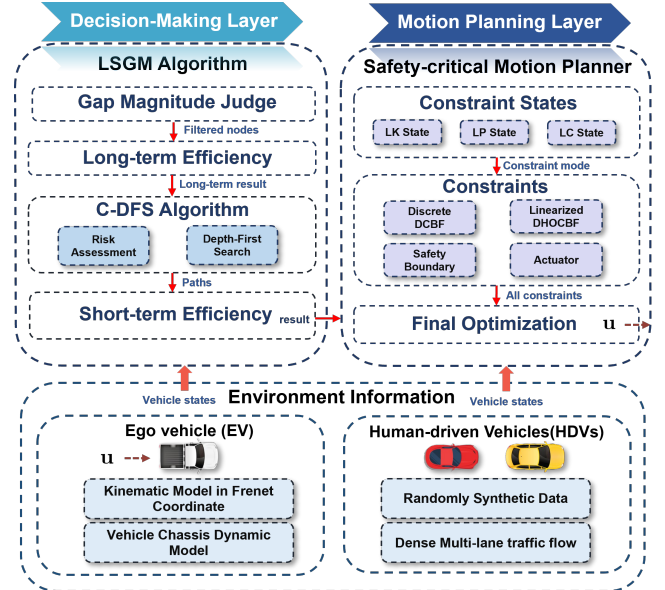 Decision-Making Layer
Motion Planning Layer
LSGM Algorithm
Gap Magnitude Judge
Filtered nodes
Long-term Efficiency
Long-term result
C-DFS Algorithm
Risk
Assessment
Depth-First
Search
Paths
Short-term Efficiency
result
Safety-critical Motion Planner
Constraint States
LK State
LP State
LC State
Constraint mode
Constraints
Discrete
DCBF
Linearized
DHOCBF
Safety
Boundary
Actuator
All constraints
Final Optimization
u
Vehicle states
Environment Information
Vehicle states
Ego vehicle (EV)
u
Kinematic Model in Frenet
Coordinate
Vehicle Chassis Dynamic
Model
Human-driven Vehicles(HDVs)
Randomly Synthetic Data
Dense Multi-lane traffic flow